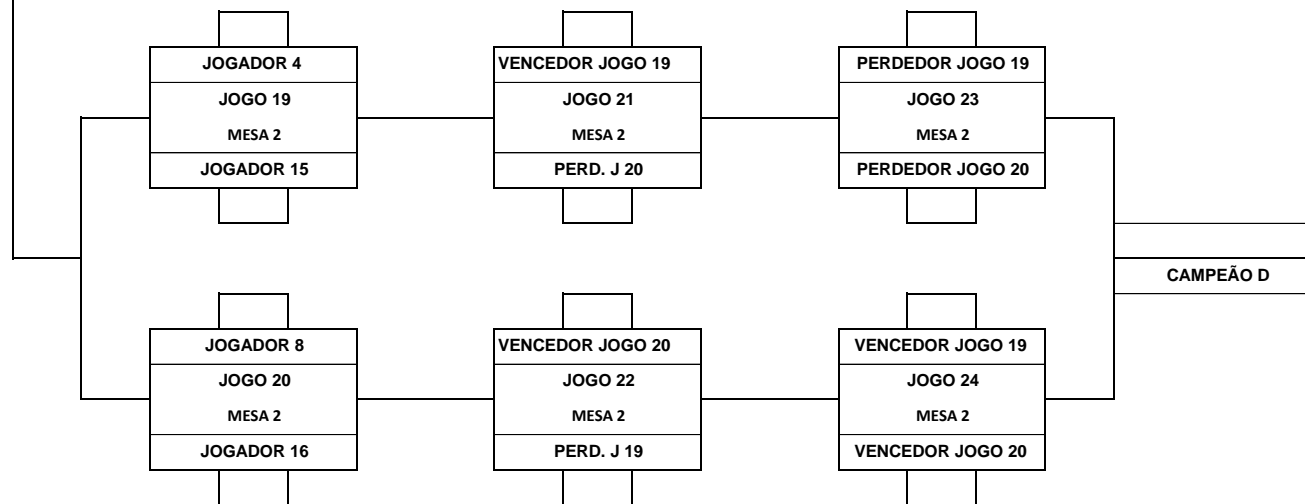 JOGADOR 4
JOGO 19
MESA 2
JOGADOR 15
VENCEDOR JOGO 19
JOGO 21
MESA 2
PERD. J 20
PERDEDOR JOGO 19
JOGO 23
MESA 2
PERDEDOR JOGO 20
CAMPEÃO D
JOGADOR 8
JOGO 20
MESA 2
JOGADOR 16
VENCEDOR JOGO 20
JOGO 22
MESA 2
PERD. J 19
VENCEDOR JOGO 19
JOGO 24
MESA 2
VENCEDOR JOGO 20